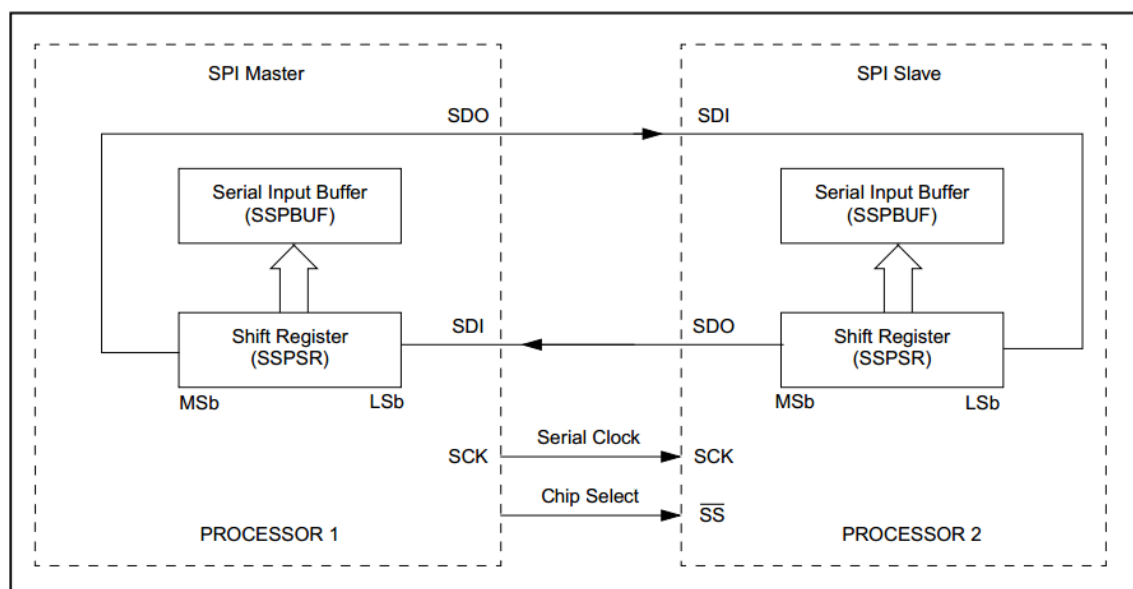 SPI Master
SPI Slave
SDO
SDI
Serial Input Buffer
(SSPBUF)
Serial Input Buffer
(SSPBUF)
SDI
SDO
Shift Register
(SSPSR)
Shift Register
(SSPSR)
MSb
LSb
MSb
LSb
Serial Clock
SCK
SCK
Chip Select
S̅S̅
PROCESSOR 1
PROCESSOR 2